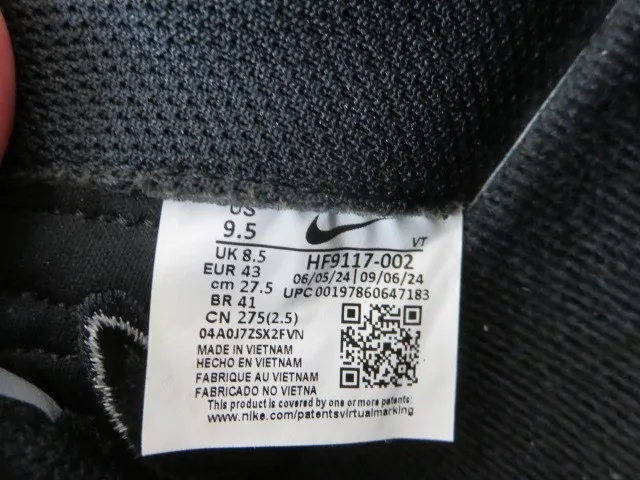 US
9.5
VT
UK 8.5
EUR 43
cm 27.5
BR 41
CN 275(2.5)
HF9117-002
06/05/24 | 09/06/24
UPC 00197860647183
04A0J7ZSX2FVN
MADE IN VIETNAM
HECHO EN VIETNAM
FABRIQUE AU VIETNAM
FABRICADO NO VIETNA
This product is covered by one or more patents.
www.nike.com/patentsvirtualmarking